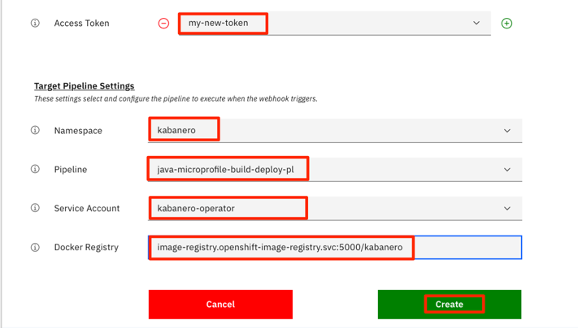 Access Token
my-new-token
Target Pipeline Settings
These settings select and configure the pipeline to execute when the webhook triggers.
Namespace
kabanero
Pipeline
java-microprofile-build-deploy-pl
Service Account
kabanero-operator
Docker Registry
image-registry.openshift-image-registry.svc:5000/kabanero
Cancel
Create